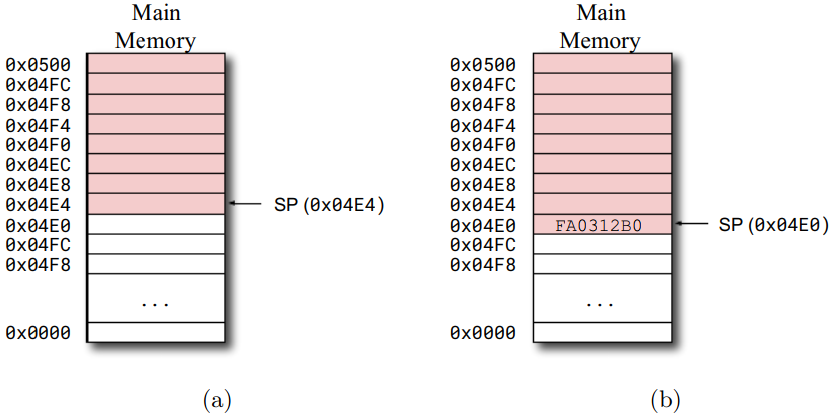 Main
Memory
0x0500
0x04FC
0x04F8
0x04F4
0x04F0
0x04EC
0x04E8
0x04E4
0x04E0
0x04FC
0x04F8
...
0x0000
SP (0x04E4)
(a)
Main
Memory
0x0500
0x04FC
0x04F8
0x04F4
0x04F0
0x04EC
0x04E8
0x04E4
0x04E0 FA0312B0
0x04FC
0x04F8
...
0x0000
SP (0x04E0)
(b)